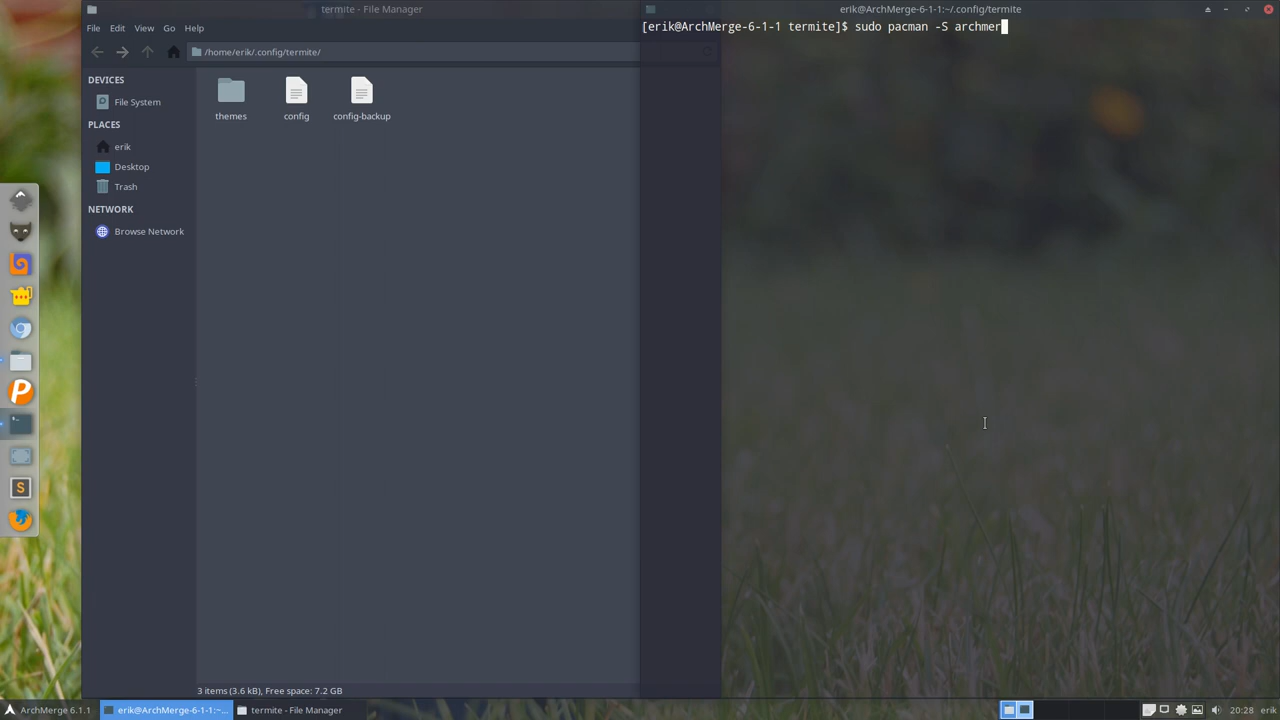 termite - File Manager
File Edit View Go Help
/home/erik/.config/termite/
DEVICES
File System
PLACES
erik
Desktop
Trash
NETWORK
Browse Network
themes
config
config-backup
3 items (3.6 kB), Free space: 7.2 GB
erik@ArchMerge-6-1-1:~/.config/termite
[erik@ArchMerge-6-1-1 termite]$ sudo pacman -S archmer
P
S
ArchMerge 6.1.1
erik@ArchMerge-6-1-1:~...
termite - File Manager
20:28
erik